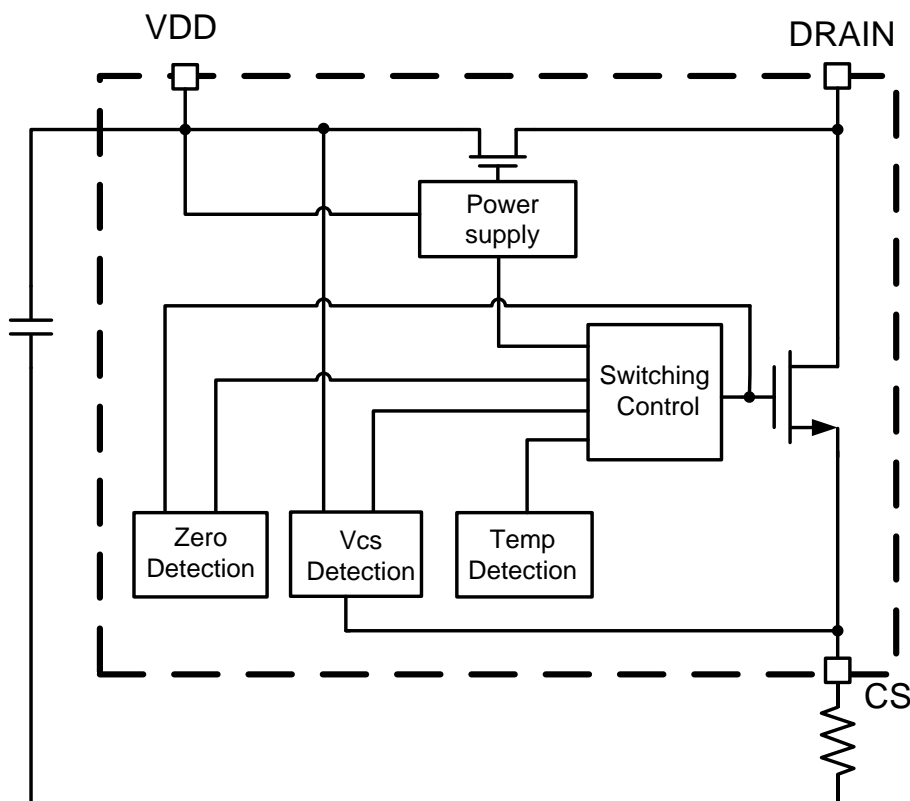 VDD
DRAIN
Power
supply
Switching
Control
Zero
Detection
Vcs
Detection
Temp
Detection
CS